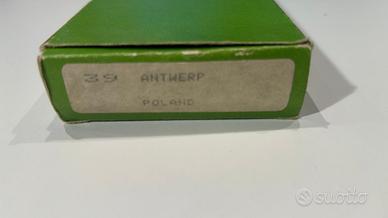 39 ANTWERP
POLAND
subito